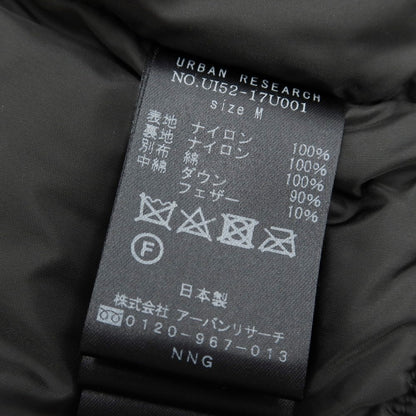 URBAN RESEARCH
NO.UI52-17U001
size M
表地 ナイロン 100%
裏地 ナイロン 100%
別布 綿 100%
中綿 ダウン 90%
フェザー 10%
F
日本製
株式会社 アーバンリサーチ
0120-967-013
NNG